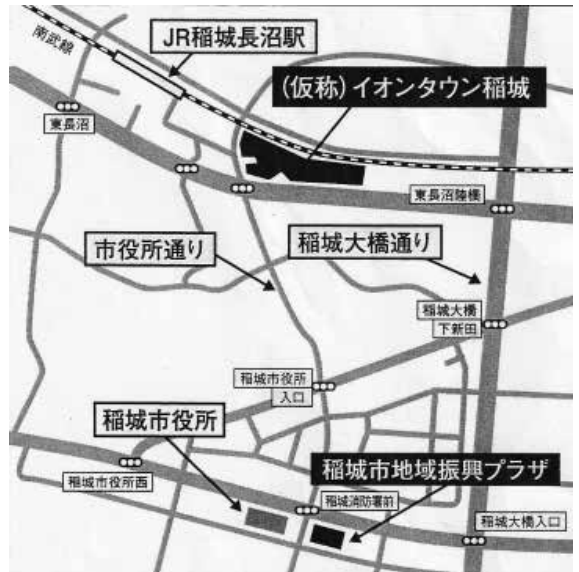 JR稲城長沼駅
南武線
(仮称)イオンタウン稲城
東長沼
東長沼陸橋
市役所通り
稲城大橋通り
稲城大橋
下新田
稲城市役所
入口
稲城市役所
稲城市地域振興プラザ
稲城市役所西
稲城消防署前
稲城大橋入口